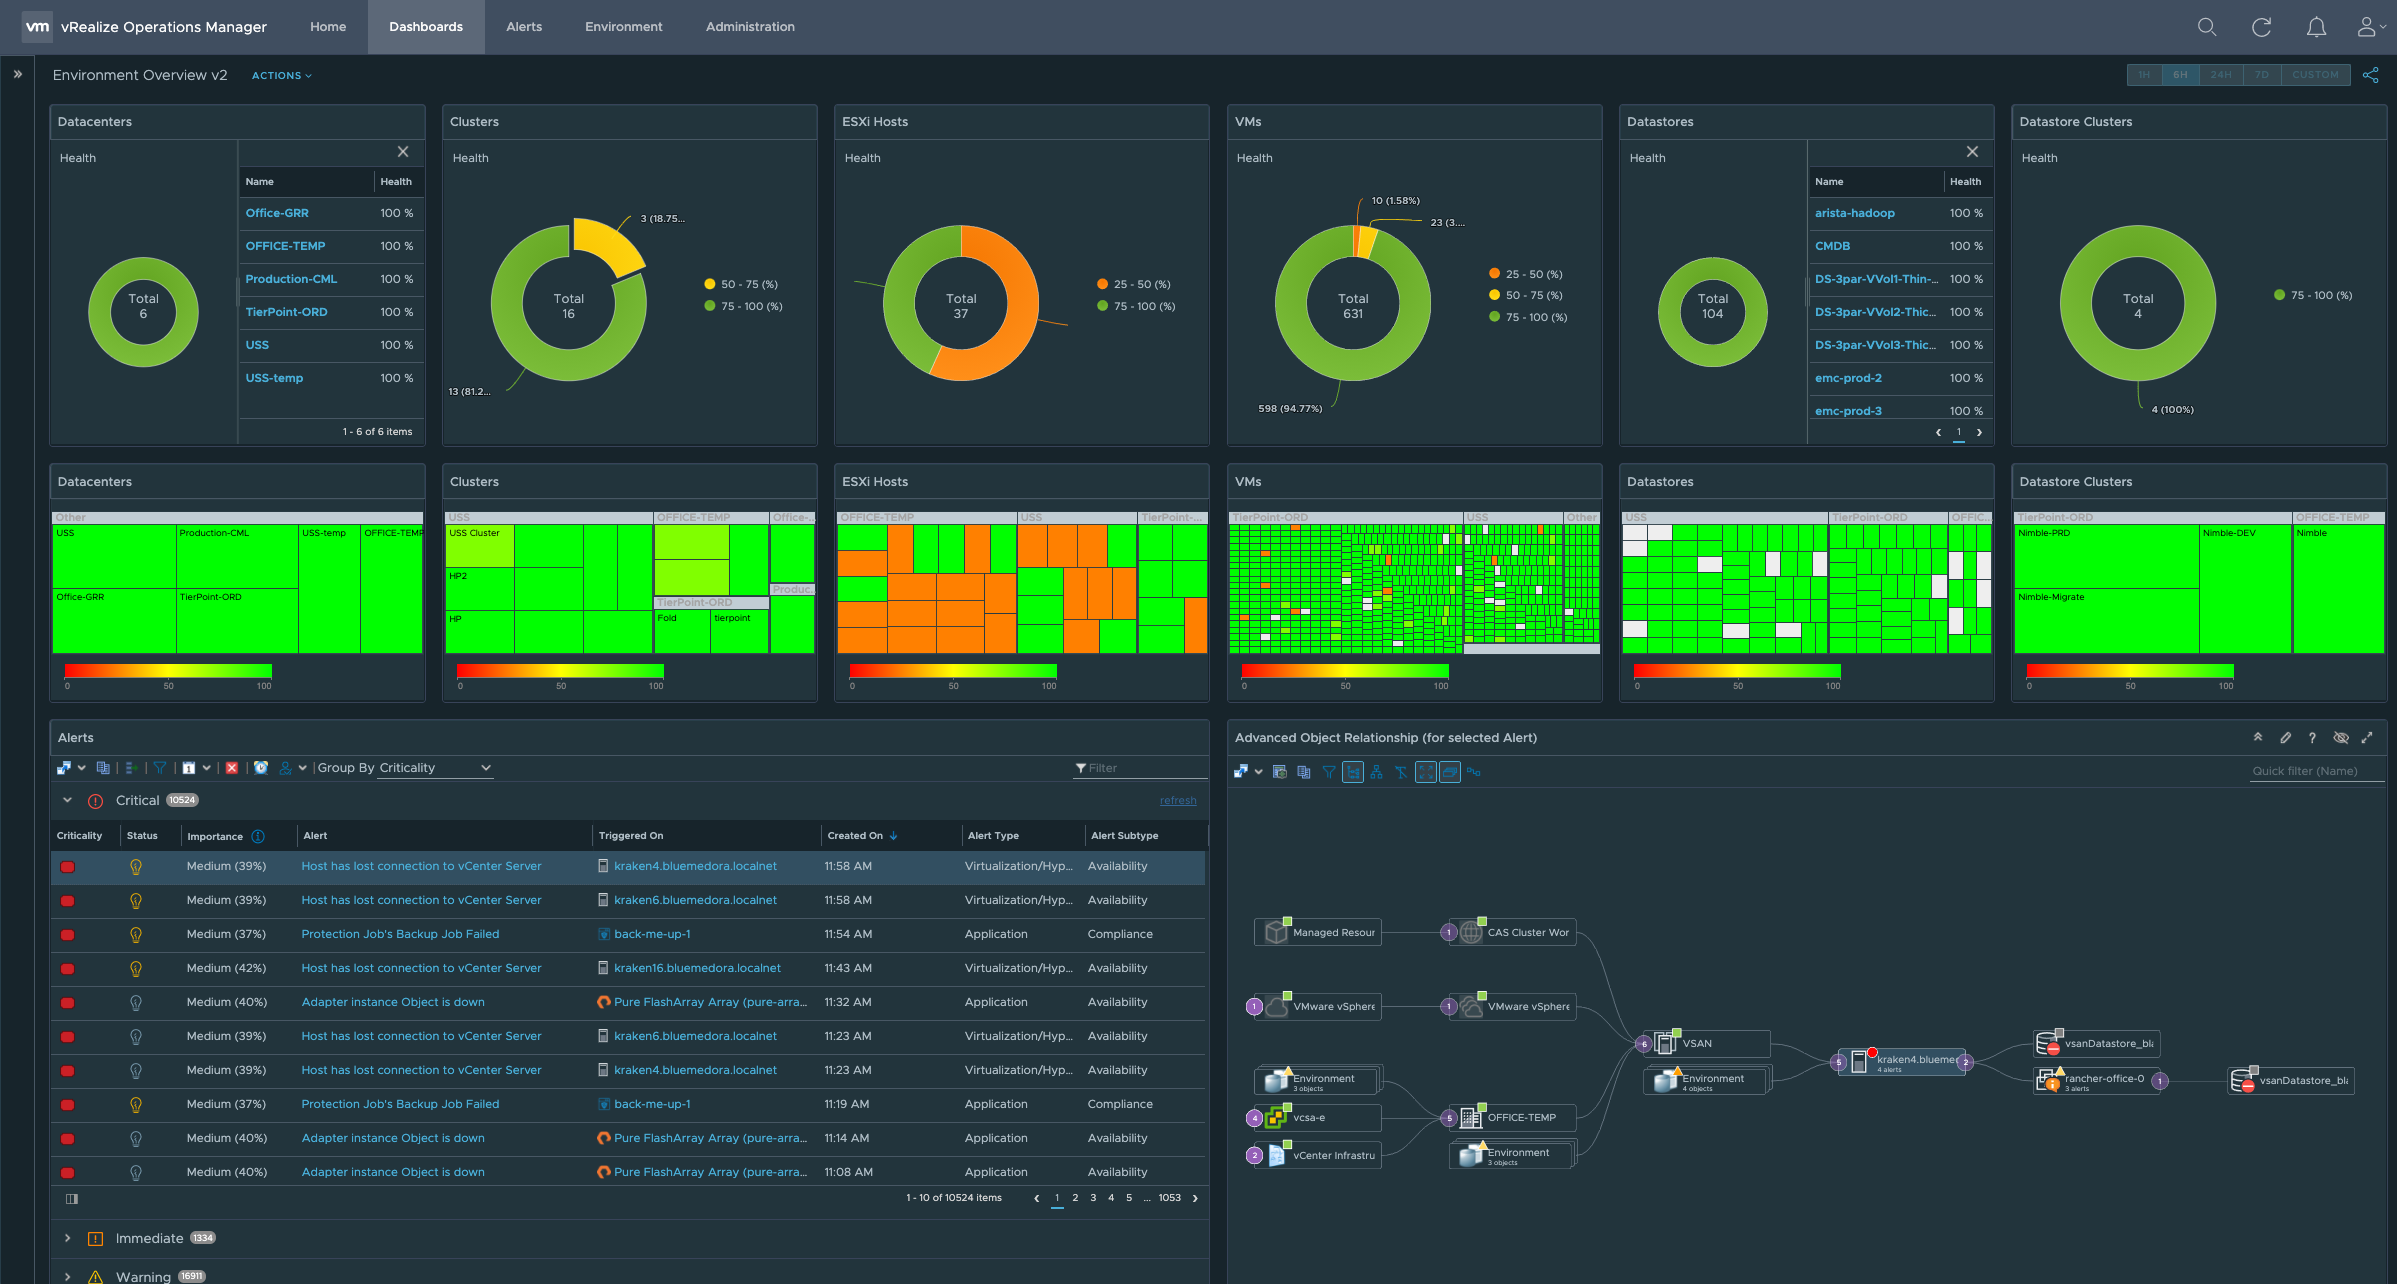 vm vRealize Operations Manager Home Dashboards Alerts Environment Administration
Environment Overview v2 ACTIONS 1H 6H 24H 7D CUSTOM
Datacenters
Health
Name Health
Office-GRR 100 %
OFFICE-TEMP 100 %
Production-CML 100 %
TierPoint-ORD 100 %
USS 100 %
USS-temp 100 %
Total
6
1 - 6 of 6 items
Clusters
Health
3 (18.75...
Total
16
13 (81.2...
50 - 75 (%)
75 - 100 (%)
ESXi Hosts
Health
Total
37
25 - 50 (%)
75 - 100 (%)
VMs
Health
10 (1.58%)
23 (3....
Total
631
598 (94.77%)
25 - 50 (%)
50 - 75 (%)
75 - 100 (%)
Datastores
Health
Total
104
Name Health
arista-hadoop 100 %
CMDB 100 %
DS-3par-VVol1-Thin-... 100 %
DS-3par-VVol2-Thic... 100 %
DS-3par-VVol3-Thic... 100 %
emc-prod-2 100 %
emc-prod-3 100 %
1
Datastore Clusters
Health
Total
4
4 (100%)
75 - 100 (%)
Datacenters
Other
USS Production-CML USS-temp OFFICE-TEMP
Office-GRR TierPoint-ORD
0 50 100
Clusters
USS OFFICE-TEMP Office-...
USS Cluster
HP2
Produc...
TierPoint-ORD
HP Fold tierpoint
0 50 100
ESXi Hosts
OFFICE-TEMP USS TierPoint-...
0 50 100
VMs
TierPoint-ORD USS Other
0 50 100
Datastores
USS TierPoint-ORD OFFIC...
0 50 100
Datastore Clusters
TierPoint-ORD OFFICE-TEMP
Nimble-PRD Nimble-DEV Nimble
Nimble-Migrate
0 50 100
Alerts
1 Group By Criticality Filter
Critical 10524 refresh
Criticality Status Importance Alert Triggered On Created On Alert Type Alert Subtype
Medium (39%) Host has lost connection to vCenter Server kraken4.bluemedora.localnet 11:58 AM Virtualization/Hyp... Availability
Medium (39%) Host has lost connection to vCenter Server kraken6.bluemedora.localnet 11:58 AM Virtualization/Hyp... Availability
Medium (37%) Protection Job's Backup Job Failed back-me-up-1 11:54 AM Application Compliance
Medium (42%) Host has lost connection to vCenter Server kraken16.bluemedora.localnet 11:43 AM Virtualization/Hyp... Availability
Medium (40%) Adapter instance Object is down Pure FlashArray Array (pure-arra... 11:32 AM Application Availability
Medium (39%) Host has lost connection to vCenter Server kraken6.bluemedora.localnet 11:23 AM Virtualization/Hyp... Availability
Medium (39%) Host has lost connection to vCenter Server kraken4.bluemedora.localnet 11:23 AM Virtualization/Hyp... Availability
Medium (37%) Protection Job's Backup Job Failed back-me-up-1 11:19 AM Application Compliance
Medium (40%) Adapter instance Object is down Pure FlashArray Array (pure-arra... 11:14 AM Application Availability
Medium (40%) Adapter instance Object is down Pure FlashArray Array (pure-arra... 11:08 AM Application Availability
1 - 10 of 10524 items 1 2 3 4 5 ... 1053
Immediate 1334
Warning 16911
Advanced Object Relationship (for selected Alert) ?
Quick filter (Name)
Managed Resour 1 CAS Cluster Wor
1 VMware vSphere 1 VMware vSphere
6 VSAN
vsanDatastore_bla
5 kraken4.blueme 2
4 alerts
Environment
3 objects
Environment
4 objects
rancher-office-0 1
3 alerts
vsanDatastore_bla
4 vcsa-e 5 OFFICE-TEMP
2 vCenter Infrastru
Environment
3 objects